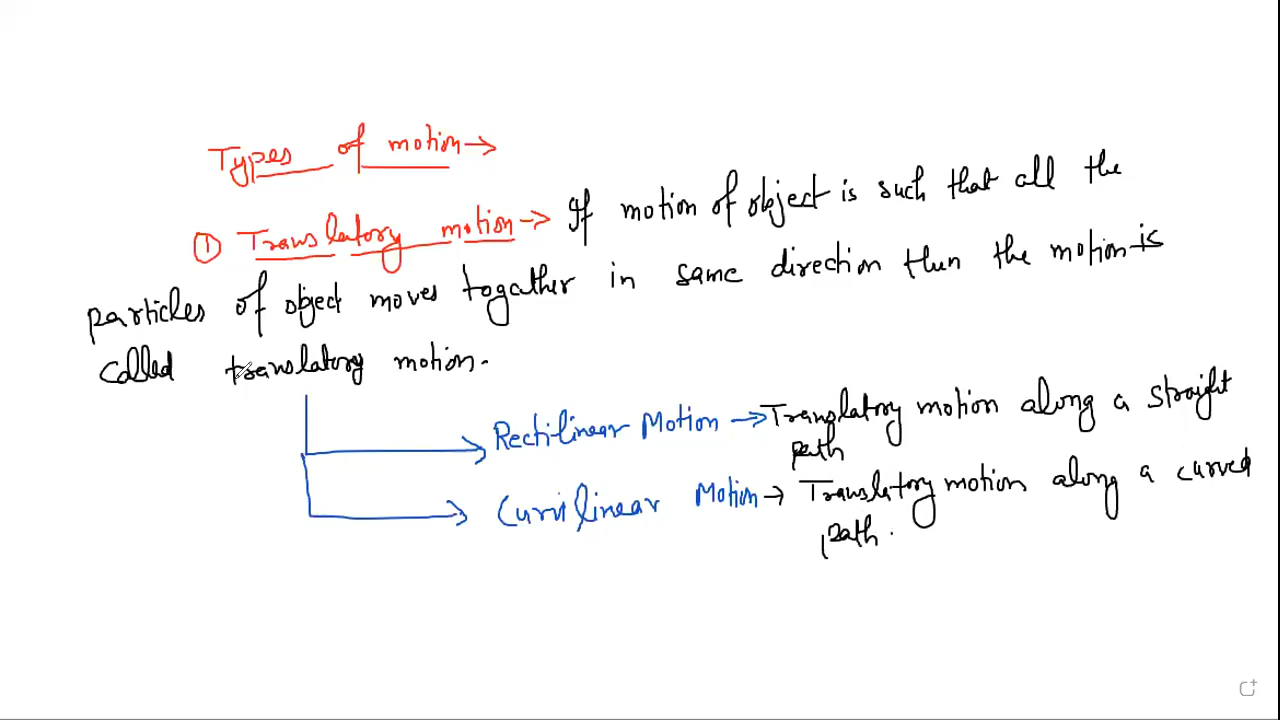 Types of motion →
① Translatory motion → If motion of object is such that all the
particles of object moves togather in same direction then the motion is
called translatory motion.
Rectilinear Motion → Translatory motion along a straight
path
Curvilinear Motion → Translatory motion along a curved
path.